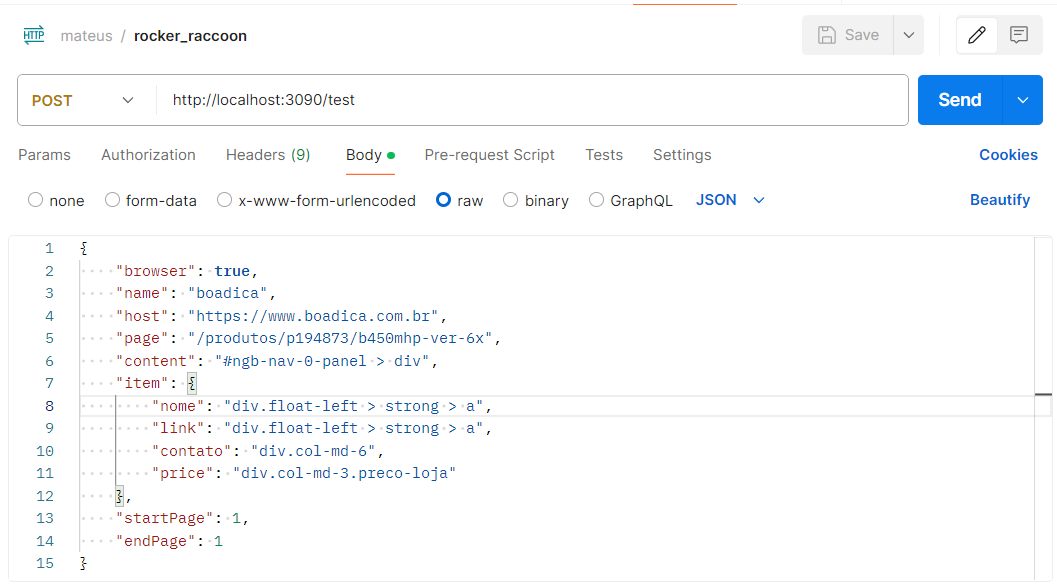 HTTP mateus / rocker_raccoon Save
POST http://localhost:3090/test Send
Params Authorization Headers (9) Body Pre-request Script Tests Settings Cookies
none form-data x-www-form-urlencoded raw binary GraphQL JSON Beautify
1 {
2 "browser": true,
3 "name": "boadica",
4 "host": "https://www.boadica.com.br",
5 "page": "/produtos/p194873/b450mhp-ver-6x",
6 "content": "#ngb-nav-0-panel > div",
7 "item": {
8 "nome": "div.float-left > strong > a",
9 "link": "div.float-left > strong > a",
10 "contato": "div.col-md-6",
11 "price": "div.col-md-3.preco-loja"
12 },
13 "startPage": 1,
14 "endPage": 1
15 }